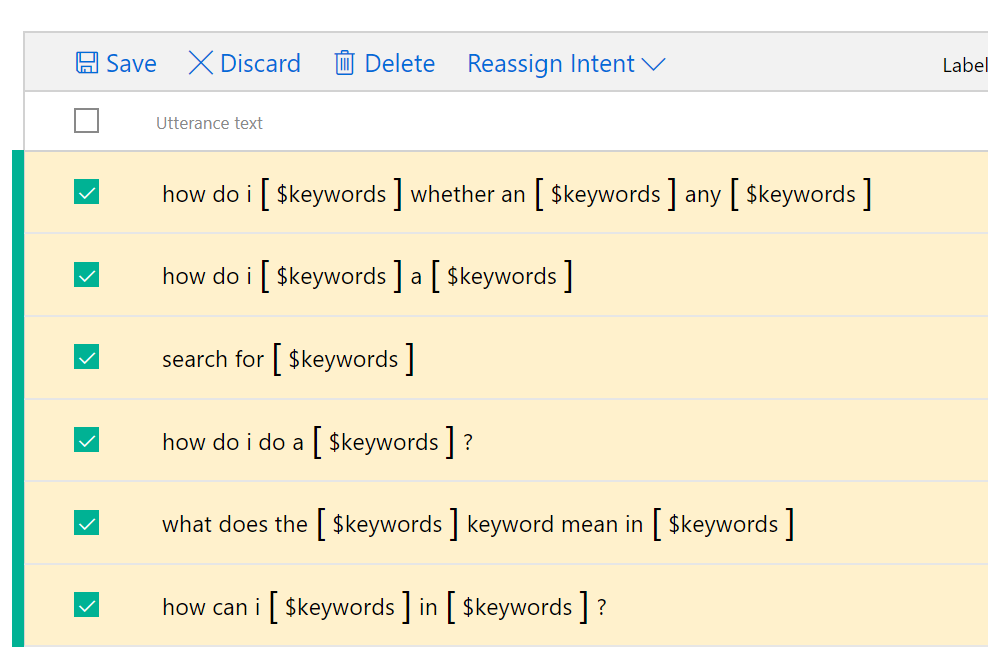 Save Discard Delete Reassign Intent Label
Utterance text
how do i [ $keywords ] whether an [ $keywords ] any [ $keywords ]
how do i [ $keywords ] a [ $keywords ]
search for [ $keywords ]
how do i do a [ $keywords ] ?
what does the [ $keywords ] keyword mean in [ $keywords ]
how can i [ $keywords ] in [ $keywords ] ?